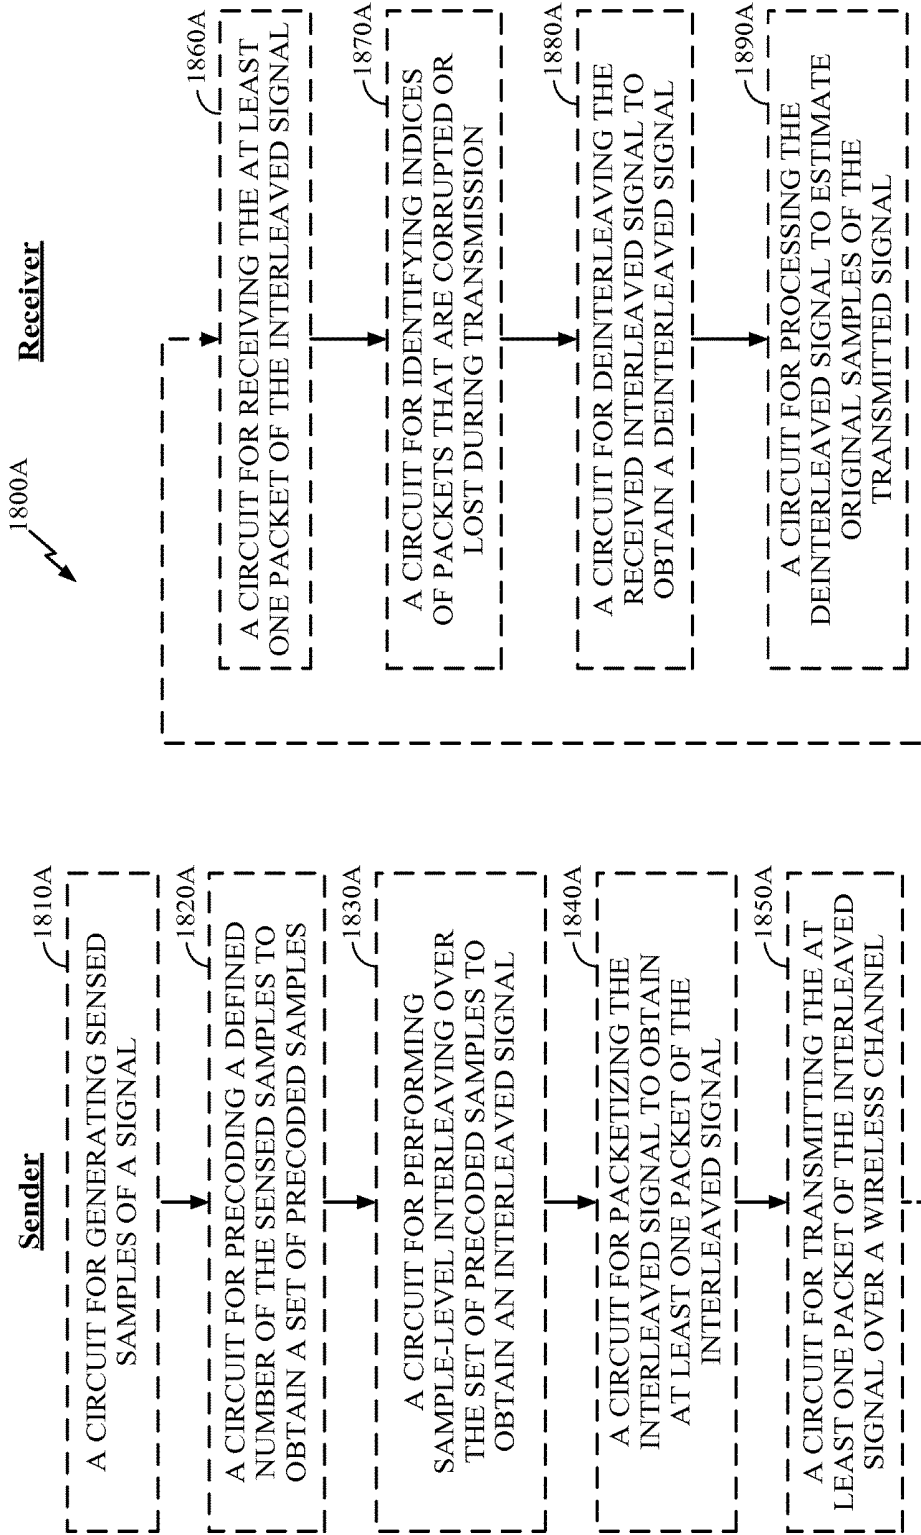 1800A
Sender
1810A
A CIRCUIT FOR GENERATING SENSED
SAMPLES OF A SIGNAL
1820A
A CIRCUIT FOR PRECODING A DEFINED
NUMBER OF THE SENSED SAMPLES TO
OBTAIN A SET OF PRECODED SAMPLES
1830A
A CIRCUIT FOR PERFORMING
SAMPLE-LEVEL INTERLEAVING OVER
THE SET OF PRECODED SAMPLES TO
OBTAIN AN INTERLEAVED SIGNAL
1840A
A CIRCUIT FOR PACKETIZING THE
INTERLEAVED SIGNAL TO OBTAIN
AT LEAST ONE PACKET OF THE
INTERLEAVED SIGNAL
1850A
A CIRCUIT FOR TRANSMITTING THE AT
LEAST ONE PACKET OF THE INTERLEAVED
SIGNAL OVER A WIRELESS CHANNEL
Receiver
1860A
A CIRCUIT FOR RECEIVING THE AT LEAST
ONE PACKET OF THE INTERLEAVED SIGNAL
1870A
A CIRCUIT FOR IDENTIFYING INDICES
OF PACKETS THAT ARE CORRUPTED OR
LOST DURING TRANSMISSION
1880A
A CIRCUIT FOR DEINTERLEAVING THE
RECEIVED INTERLEAVED SIGNAL TO
OBTAIN A DEINTERLEAVED SIGNAL
1890A
A CIRCUIT FOR PROCESSING THE
DEINTERLEAVED SIGNAL TO ESTIMATE
ORIGINAL SAMPLES OF THE
TRANSMITTED SIGNAL